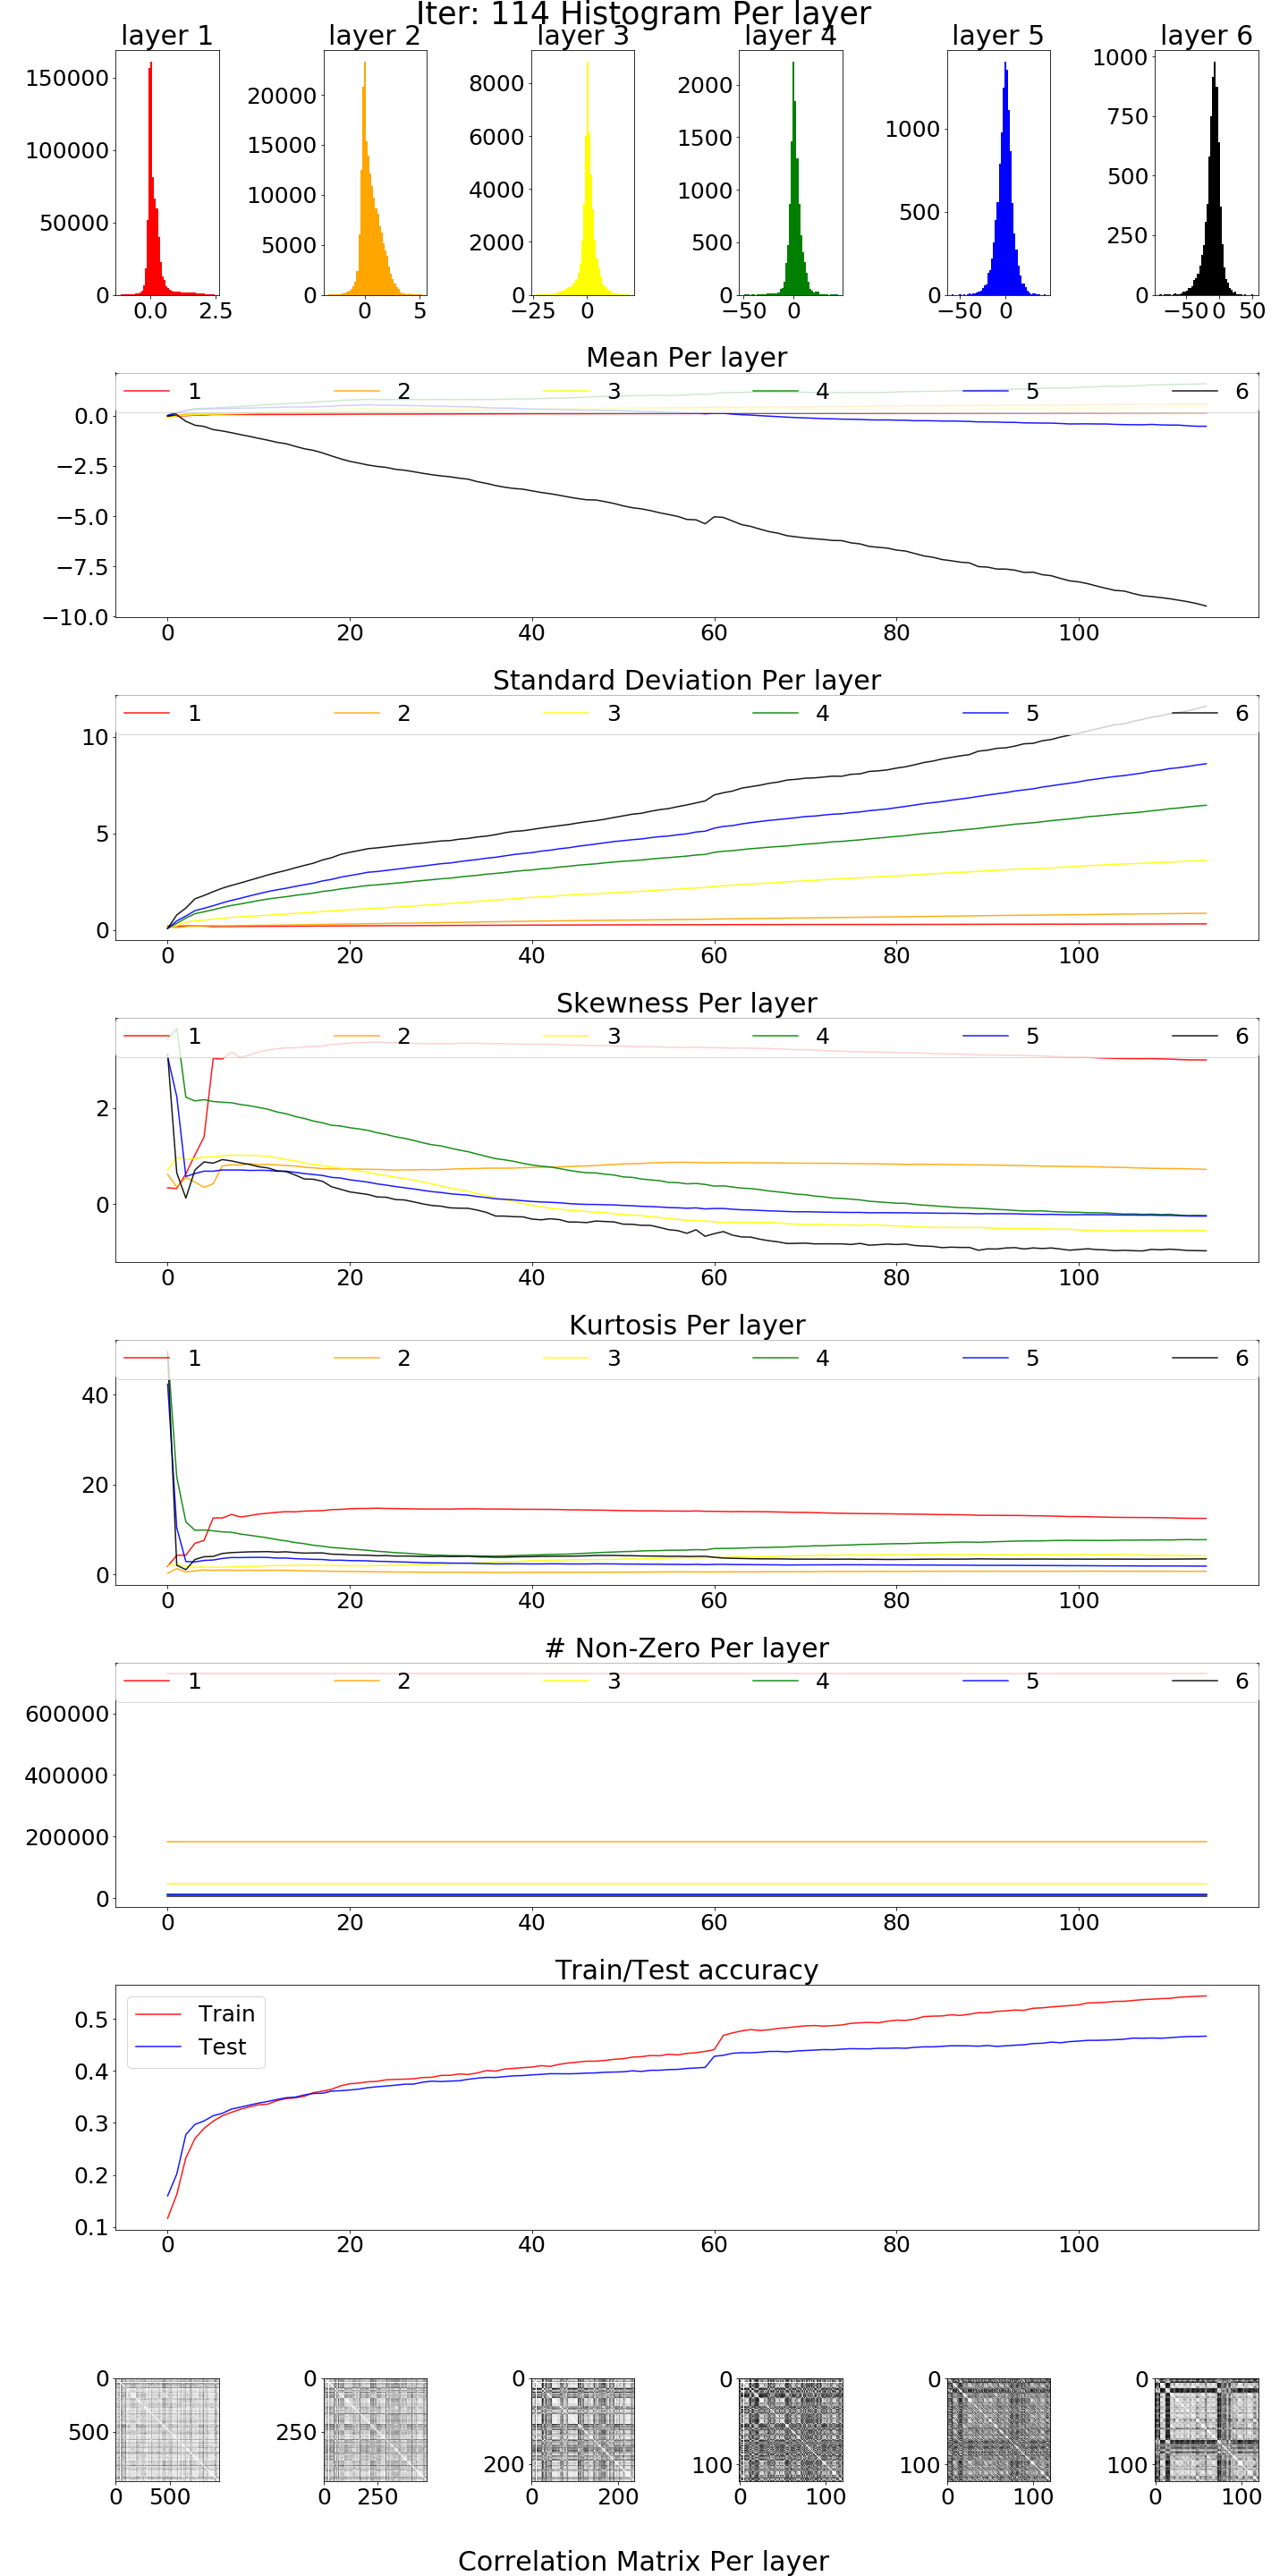 Iter: 114 Histogram Per layer
layer 1 layer 2 layer 3 layer 4 layer 5 layer 6
150000 100000 50000 0
0.0 2.5
20000 15000 10000 5000 0
0 5
8000 6000 4000 2000 0
−25 0
2000 1500 1000 500 0
−50 0
1000 500 0
−50 0
1000 750 500 250 0
−50 0 50
Mean Per layer
1 2 3 4 5 6
0.0
−2.5
−5.0
−7.5
−10.0
0 20 40 60 80 100
Standard Deviation Per layer
1 2 3 4 5 6
10
5
0
0 20 40 60 80 100
Skewness Per layer
1 2 3 4 5 6
2
0
0 20 40 60 80 100
Kurtosis Per layer
1 2 3 4 5 6
40
20
0
0 20 40 60 80 100
# Non-Zero Per layer
1 2 3 4 5 6
600000
400000
200000
0
0 20 40 60 80 100
Train/Test accuracy
Train
Test
0.5
0.4
0.3
0.2
0.1
0 20 40 60 80 100
0 500
0 500
0 250
0 250
0 200
0 200
0 100
0 100
0 100
0 100
0 100
0 100
Correlation Matrix Per layer